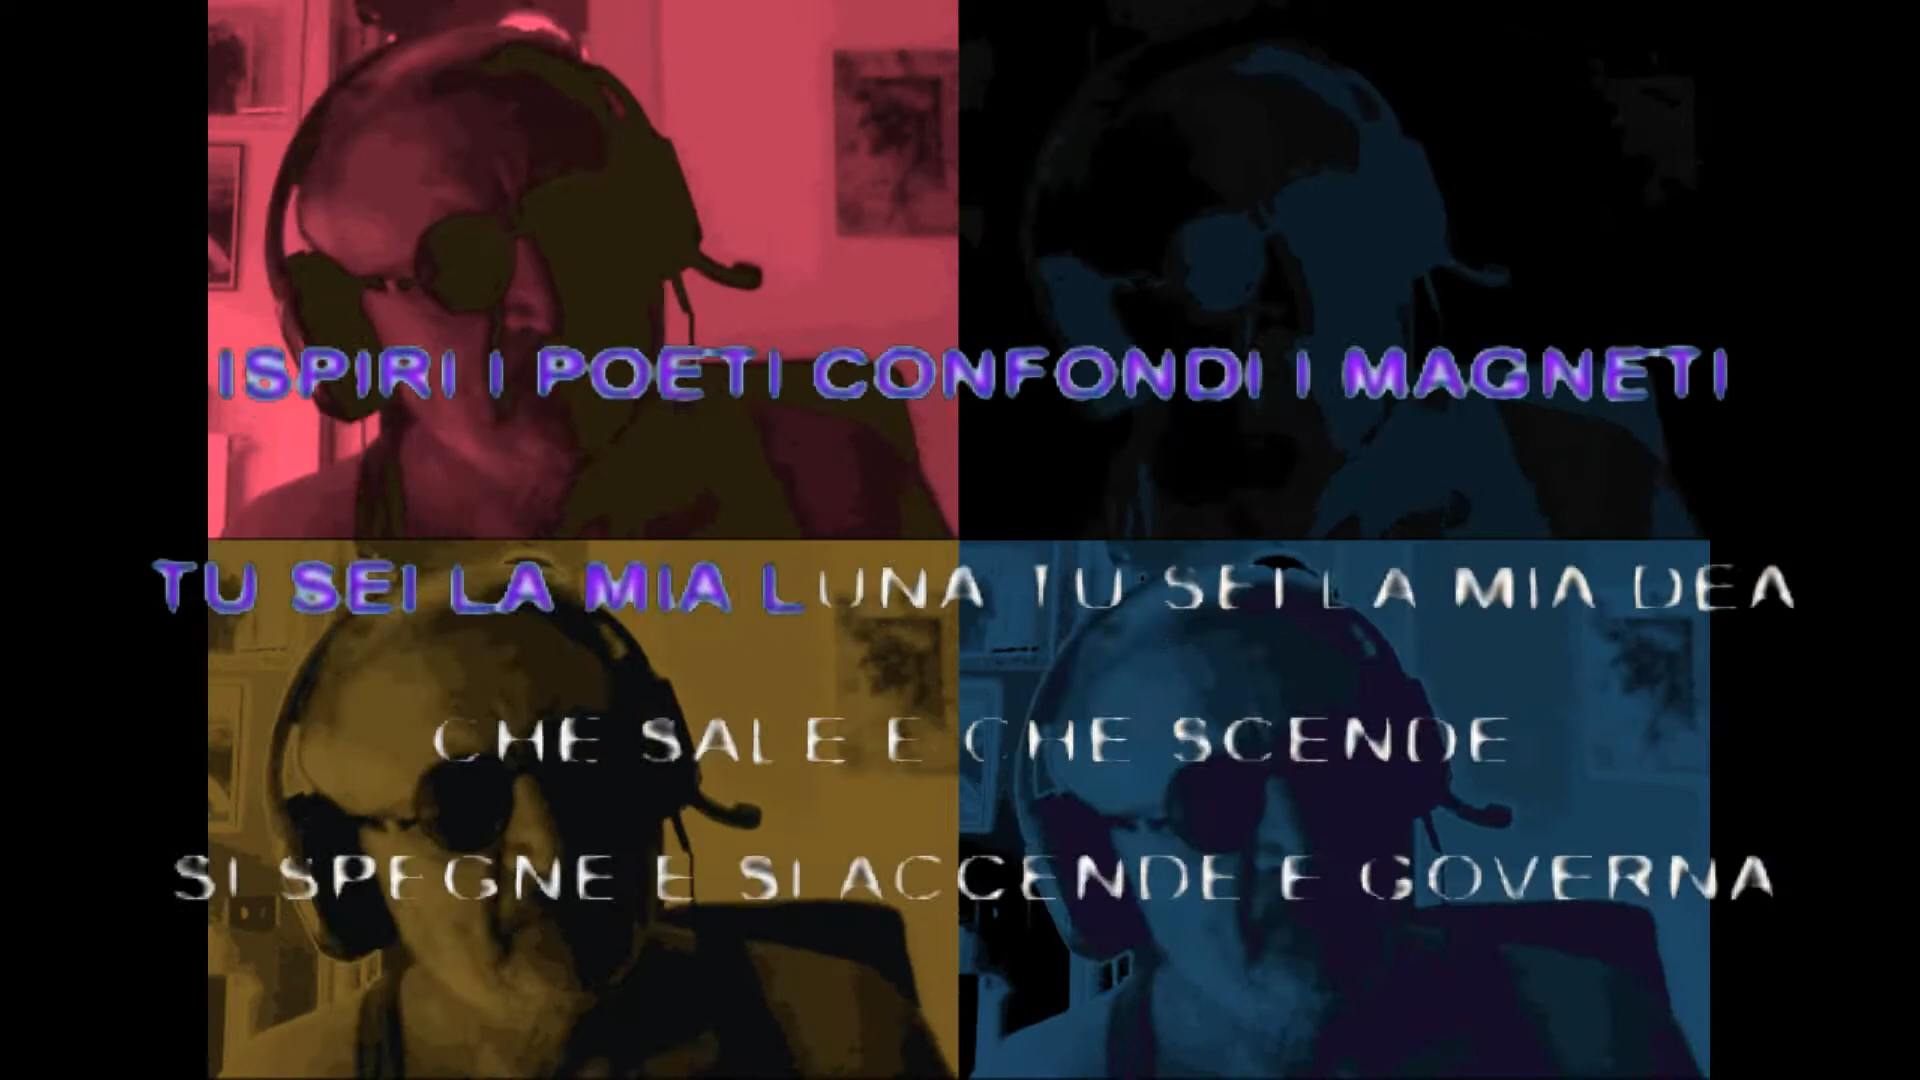 ISPIRI I POETI CONFONDI I MAGNETI
TU SEI LA MIA LUNA TU SEI LA MIA DEA
CHE SALE E CHE SCENDE
SI SPEGNE E SI ACCENDE E GOVERNA